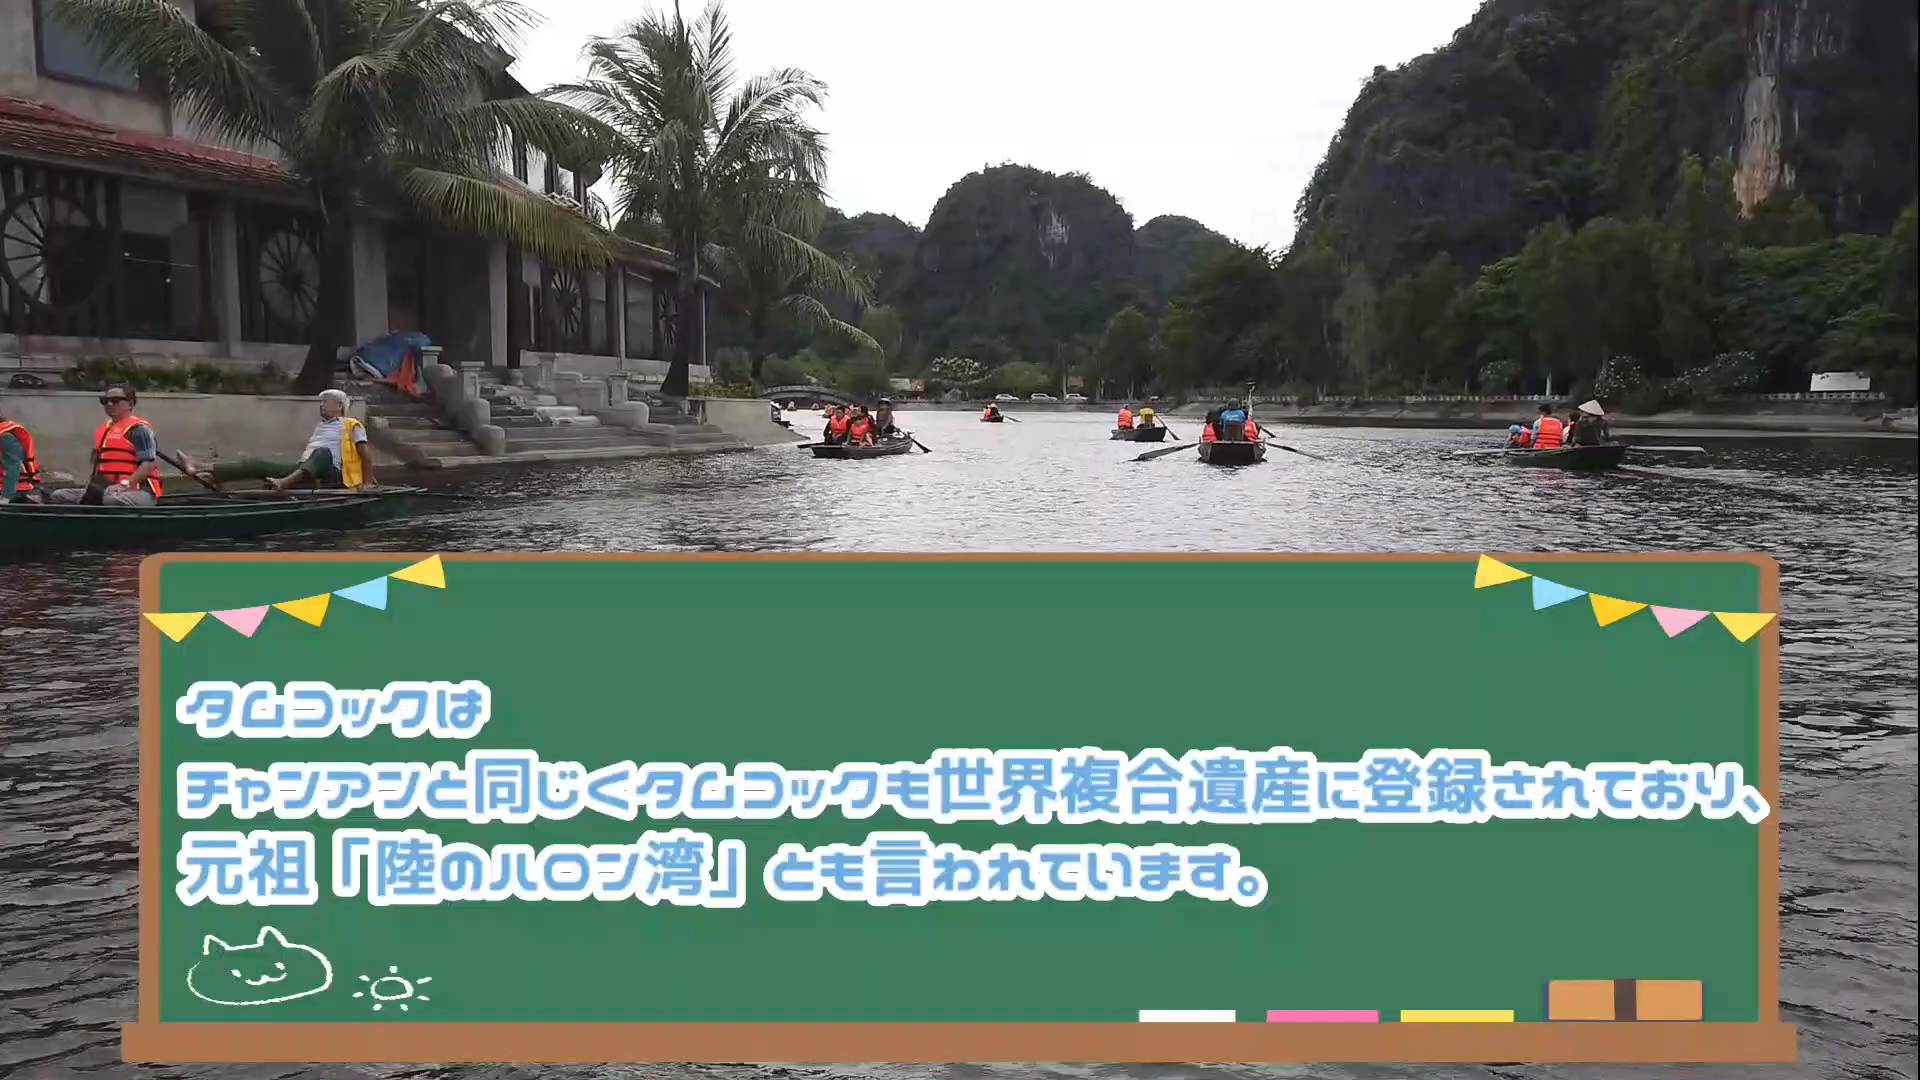 タムコックは
チャンアンと同じくタムコックも世界複合遺産に登録されており、
元祖「陸のハロン湾」とも言われています。